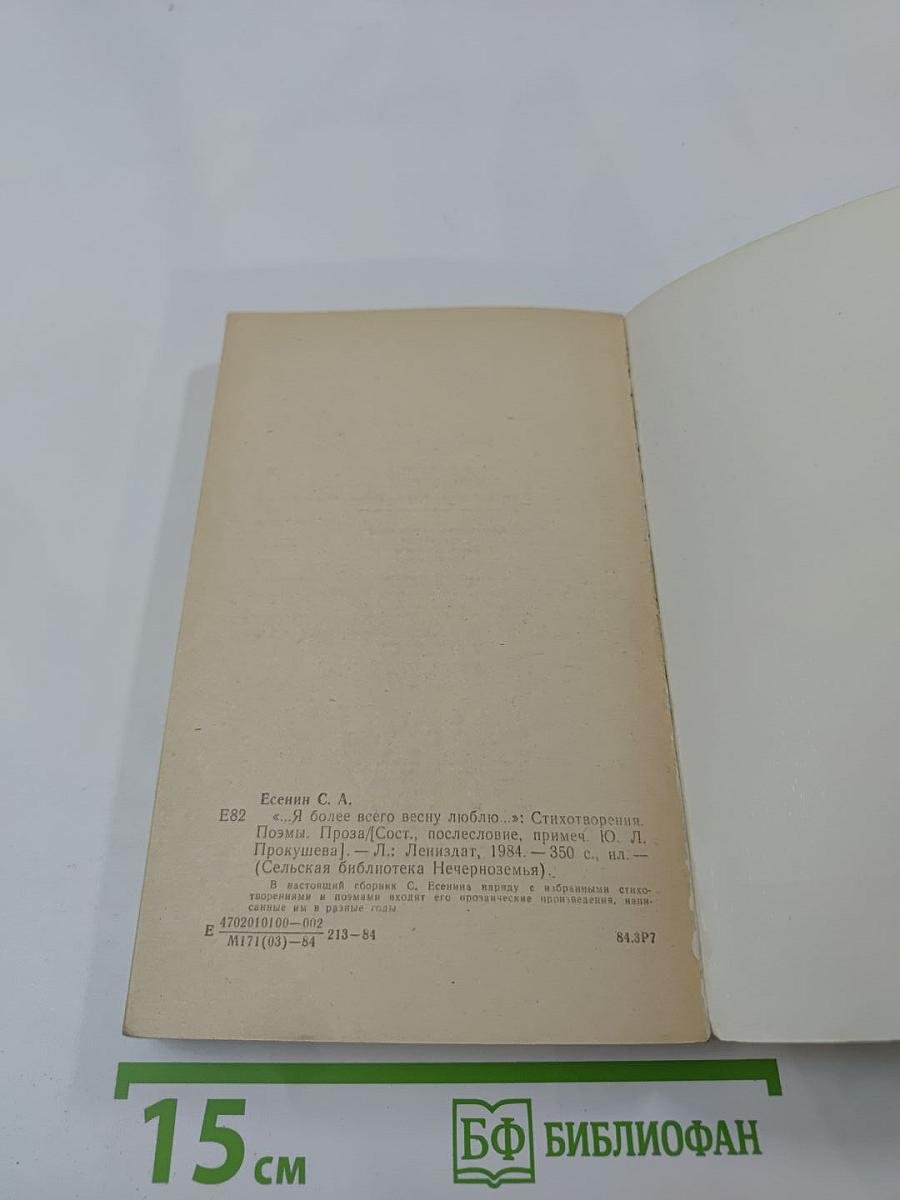 Есенин С. А.
Е82 «...Я более всего весну люблю...»: Стихотворения.
Поэмы. Проза/[Сост., послесловие, примеч. Ю. Л.
Прокушева]. — Л.: Лениздат, 1984. — 350 с., ил. —
(Сельская библиотека Нечерноземья).
В настоящий сборник С. Есенина наряду с избранными стихо-
творениями и поэмами входят его прозаические произведения, напи-
санные им в разные годы.
Е 4702010100—002 213—84
М171(03)—84
84.3Р7
15 см
БФ БИБЛИОФАН